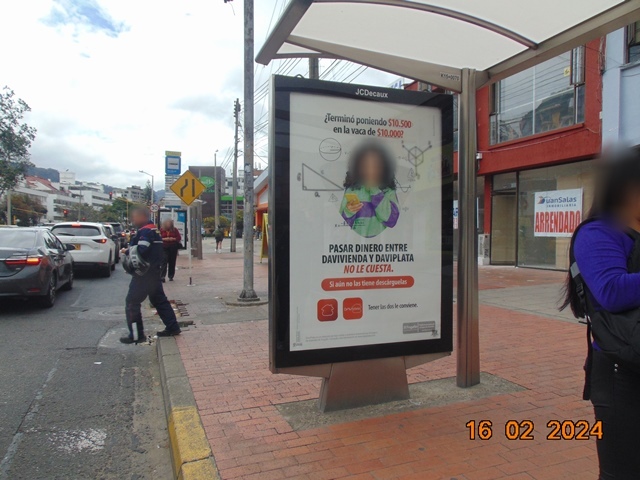 JCDecaux
¿Terminó poniendo $10.500
en la vaca de $10.000!
PASAR DINERO ENTRE
DAVIVIENDA Y DAVIPLATA
NO LE CUESTA.
Si aún no las tiene descárguelas
Tener las dos le conviene.
ARRENDADO
16 02 2024